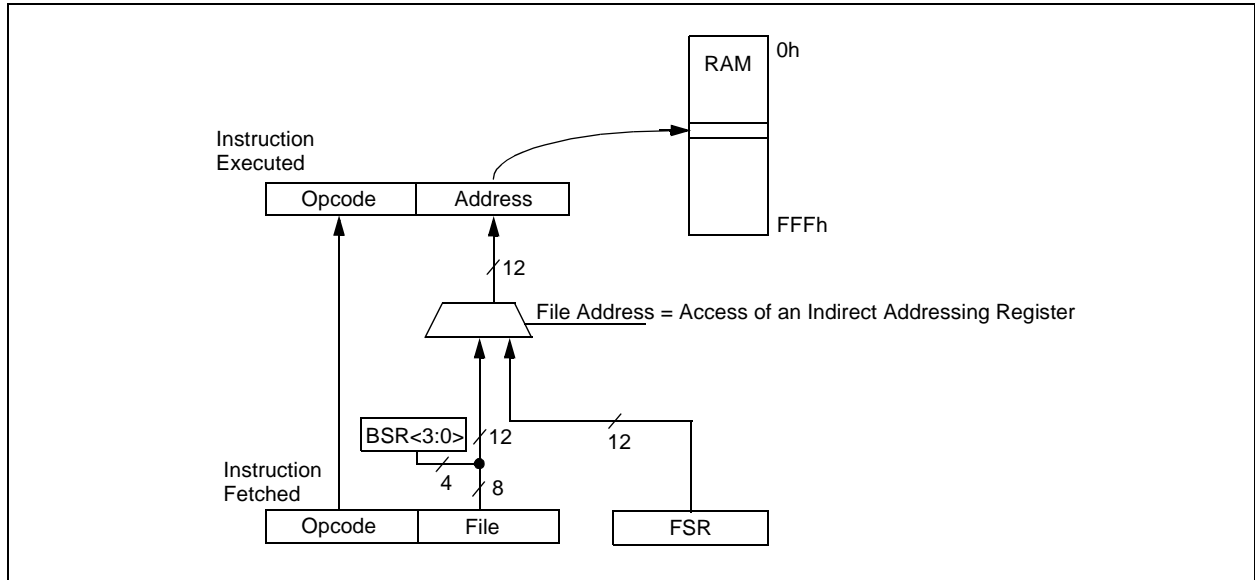 0h
RAM
Instruction
Executed
Opcode
Address
FFFh
12
File Address = Access of an Indirect Addressing Register
BSR<3:0>
12
12
4
8
Instruction
Fetched
Opcode
File
FSR